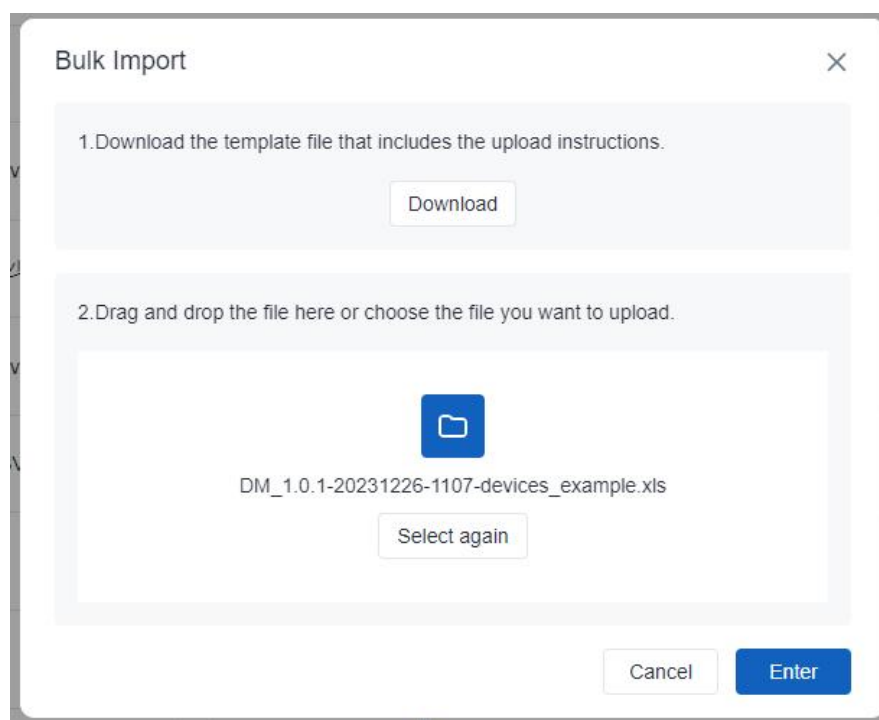 Bulk Import
1.Download the template file that includes the upload instructions.
Download
2.Drag and drop the file here or choose the file you want to upload.
DM_1.0.1-20231226-1107-devices_example.xls
Select again
Cancel
Enter